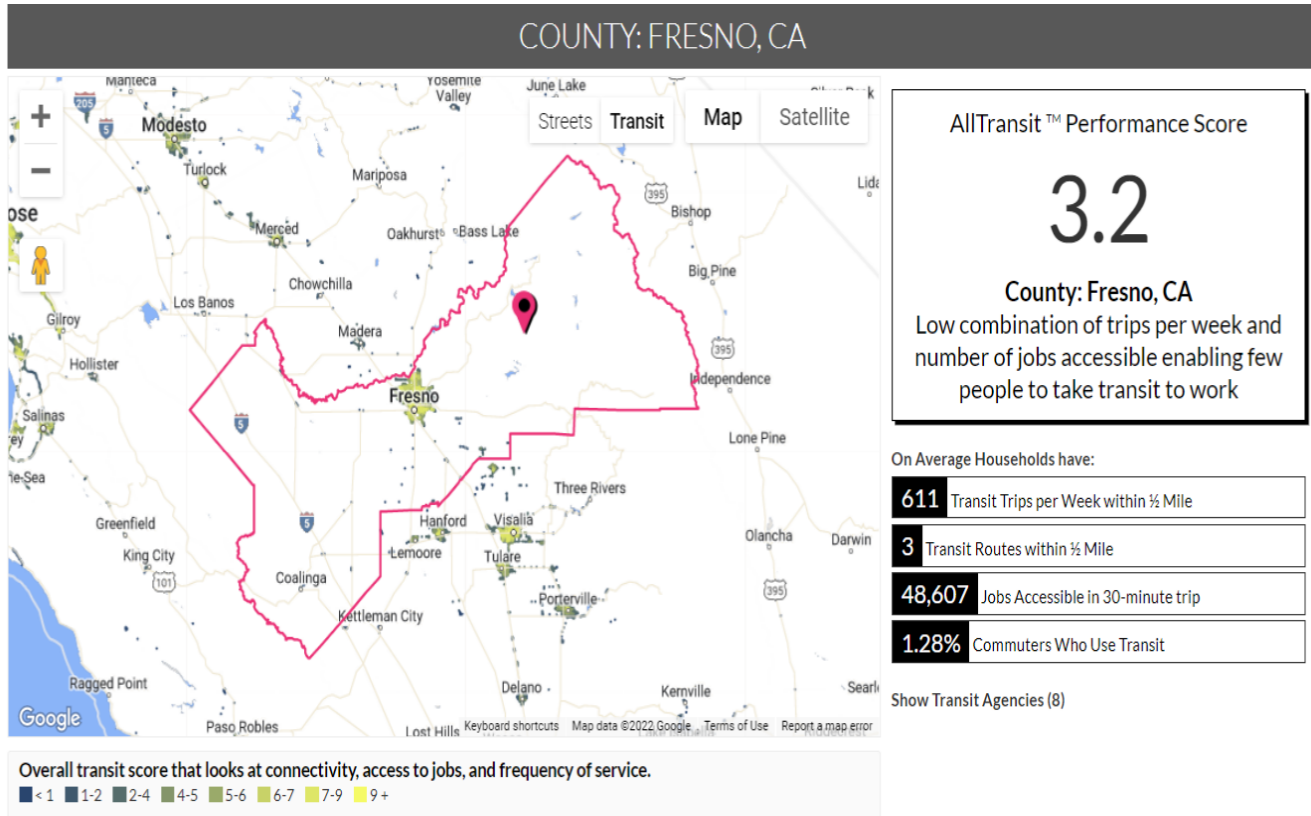 COUNTY: FRESNO, CA
Manteca
Yosemite
Valley
June Lake
205
5
Modesto
Streets
Transit
Map
Satellite
Turlock
Mariposa
395
Lida
Bishop
ose
Merced
Oakhurst
Bass Lake
Big Pine
Chowchilla
Los Banos
Gilroy
Madera
395
Hollister
Independence
Fresno
Salinas
5
Lone Pine
Three Rivers
Greenfield
5
Hanford
Visalia
King City
Lemoore
Tulare
Olancha
Darwin
101
Coalinga
395
Porterville
Kettleman City
Ragged Point
Delano
Kernville
Google
Paso Robles
Lost Hills
Keyboard shortcuts
Map data ©2022 Google
Terms of Use
Report a map error
Overall transit score that looks at connectivity, access to jobs, and frequency of service.
< 1 1-2 2-4 4-5 5-6 6-7 7-9 9 +
AllTransit ™ Performance Score
3.2
County: Fresno, CA
Low combination of trips per week and
number of jobs accessible enabling few
people to take transit to work
On Average Households have:
611 Transit Trips per Week within ½ Mile
3 Transit Routes within ½ Mile
48,607 Jobs Accessible in 30-minute trip
1.28% Commuters Who Use Transit
Show Transit Agencies (8)